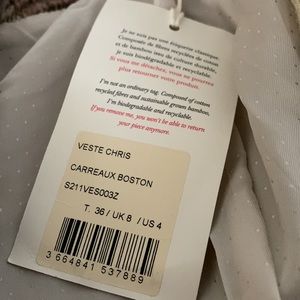 Je ne suis pas une étiquette classique.
Composée de fibres recyclées de coton
et de bambou issu de culture durable,
je suis biodégradable et recyclable.
Si vous me détachez, vous ne pourrez
plus retourner votre produit.
I'm not an ordinary tag. Composed of cotton
recycled fibres and sustainable grown bamboo,
I'm biodegradable and recyclable.
If you remove me, you won't be able to return
your piece anymore.
VESTE CHRIS
CARREAUX BOSTON
S211VES003Z
T. 36 / UK 8 / US 4
3 664841 537889